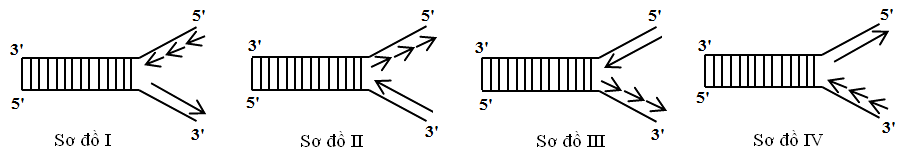 5' 5' 5' 5'
3' 3' 3' 3'
5' 5' 5' 5'
3' 3' 3' 3'
Sơ đồ I Sơ đồ II Sơ đồ III Sơ đồ IV